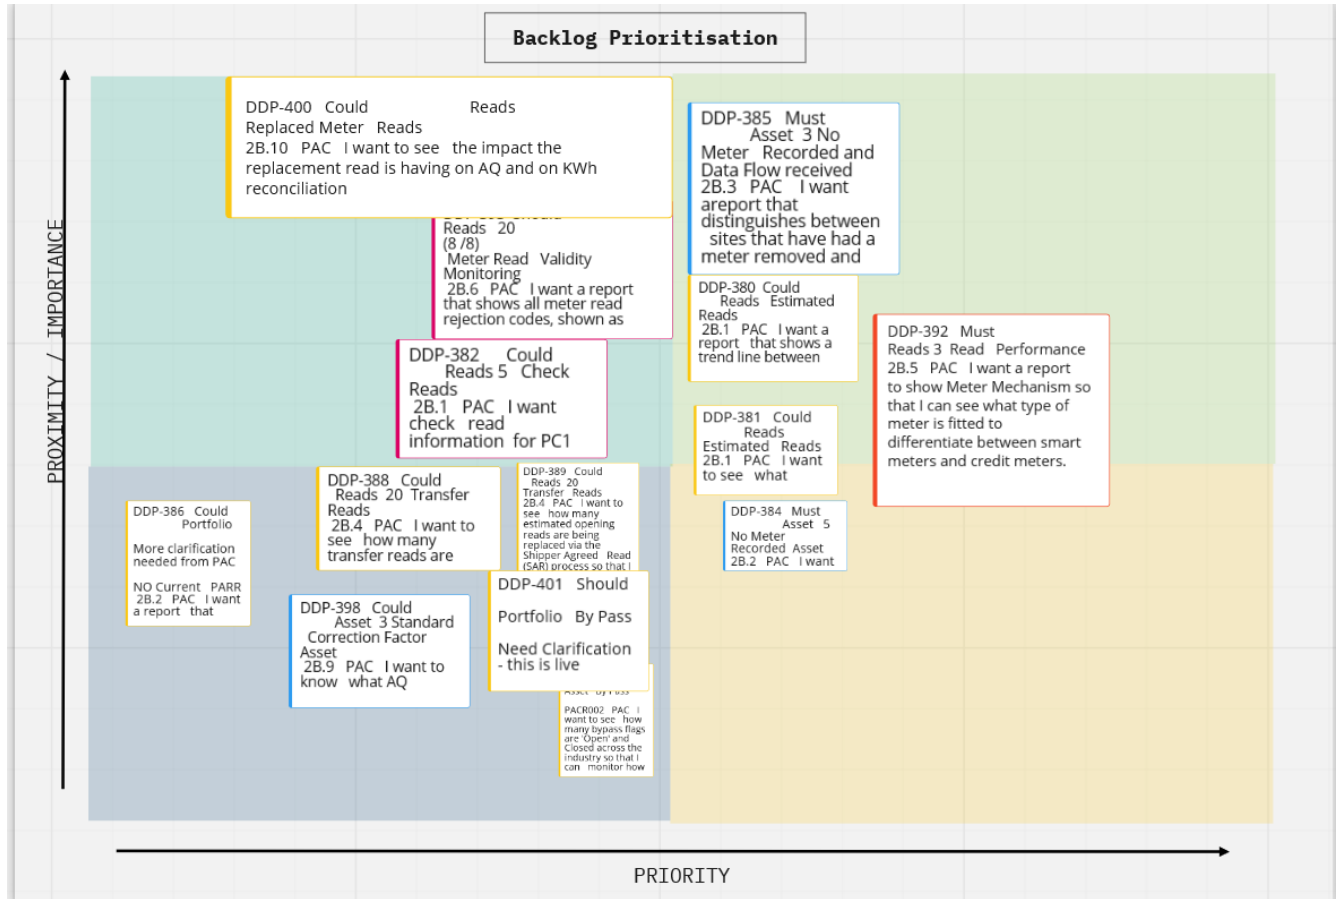 Backlog Prioritisation
PROXIMITY / IMPORTANCE
DDP-400 Could Reads
Replaced Meter Reads
2B.10 PAC I want to see the impact the
replacement read is having on AQ and on KWh
reconciliation
Reads 20
(8 /8)
Meter Read Validity
Monitoring
2B.6 PAC I want a report
that shows all meter read
rejection codes, shown as
DDP-382 Could
Reads 5 Check
Reads
2B.1 PAC I want
check read
information for PC1
DDP-385 Must
Asset 3 No
Meter Recorded and
Data Flow received
2B.3 PAC I want
areport that
distinguishes between
sites that have had a
meter removed and
DDP-380 Could
Reads Estimated
Reads
2B.1 PAC I want a
report that shows a
trend line between
DDP-392 Must
Reads 3 Read Performance
2B.5 PAC I want a report
to show Meter Mechanism so
that I can see what type of
meter is fitted to
differentiate between smart
meters and credit meters.
DDP-381 Could
Reads
Estimated Reads
2B.1 PAC I want
to see what
DDP-384 Must
Asset 5
No Meter
Recorded Asset
2B.2 PAC I want
DDP-386 Could
Portfolio
More clarification
needed from PAC
NO Current PARR
2B.2 PAC I want
a report that
DDP-388 Could
Reads 20 Transfer
Reads
2B.4 PAC I want to
see how many
transfer reads are
DDP-389 Could
Reads 20
Transfer Reads
2B.4 PAC I want to
see how many
estimated opening
reads are being
replaced via the
Shipper Agreed Read
(SAR) process so that I
DDP-398 Could
Asset 3 Standard
Correction Factor
Asset
2B.9 PAC I want to
know what AQ
DDP-401 Should
Portfolio By Pass
Need Clarification
- this is live
Asset By Pass
PACR002 PAC I
want to see how
many bypass flags
are 'Open' and
Closed across the
industry so that I
can monitor how
PRIORITY